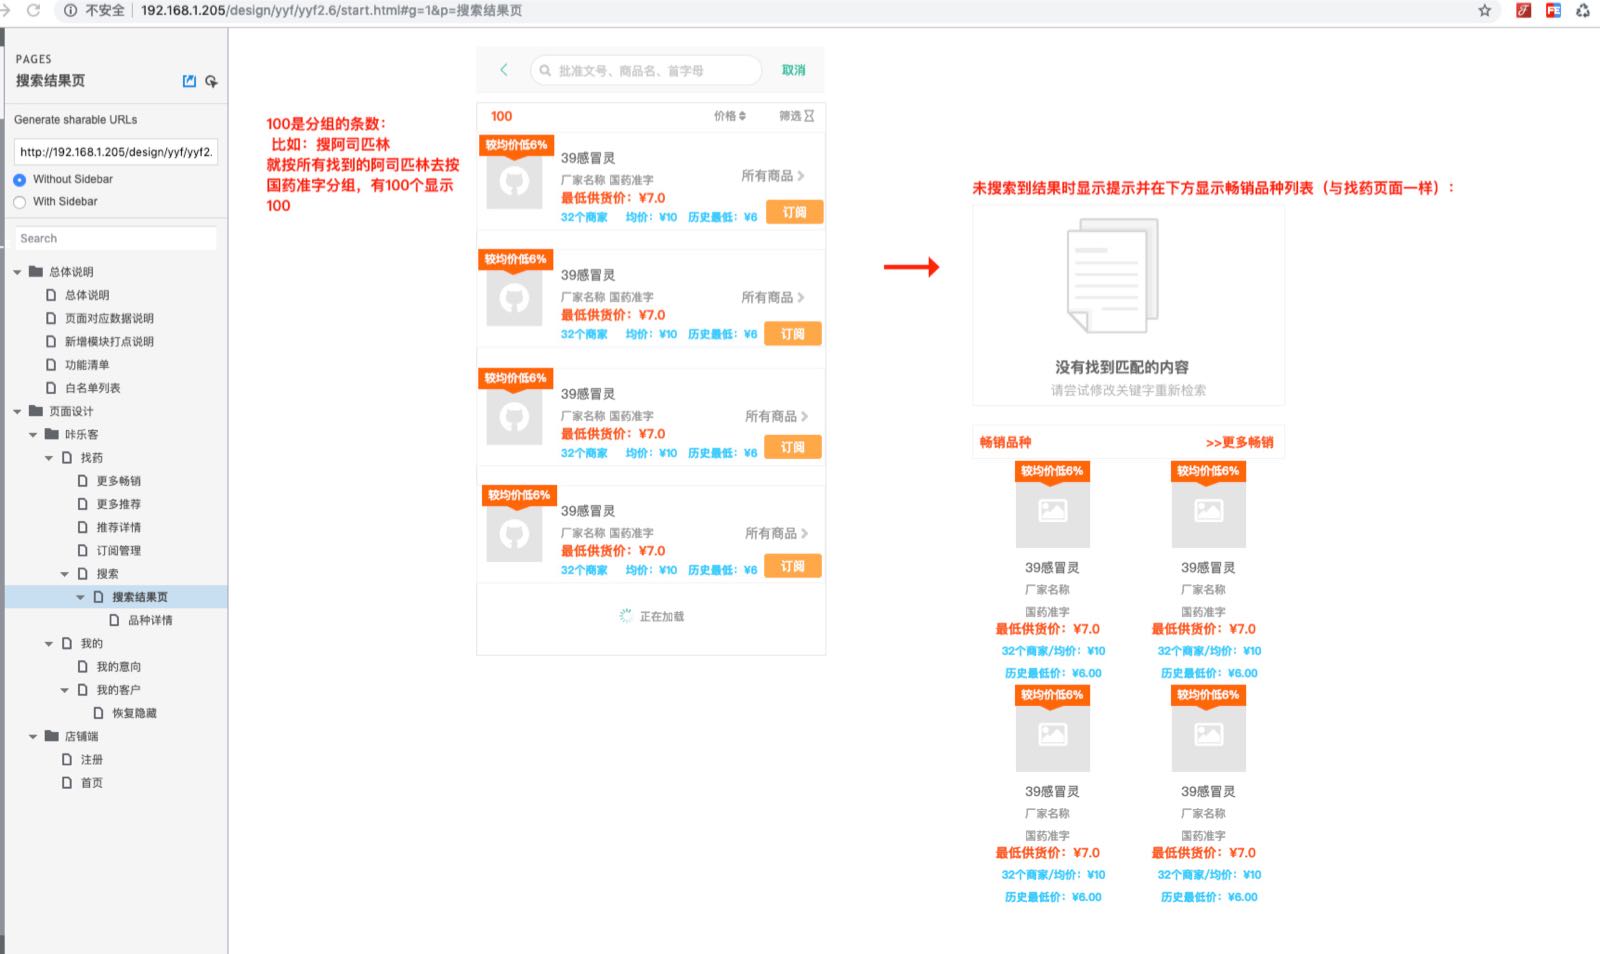 不安全 192.168.1.205/design/yyf/yyf2.6/start.html#g=1&p=搜索结果页
PAGES
搜索结果页
Generate sharable URLs
http://192.168.1.205/design/yyf/yyf2.
Without Sidebar
With Sidebar
Search
总体说明
总体说明
页面对应数据说明
新增模块打点说明
功能清单
白名单列表
页面设计
咔乐客
找药
更多畅销
更多推荐
推荐详情
订阅管理
搜索
搜索结果页
品种详情
我的
我的意向
我的客户
恢复隐藏
店铺端
注册
首页
100是分组的条数：
比如：搜阿司匹林
就按所有找到的阿司匹林去按
国药准字分组，有100个显示
100
批准文号、商品名、首字母 取消
100 价格 筛选
较均价低6%
39感冒灵
厂家名称 国药准字 所有商品
最低供货价：¥7.0
32个商家 均价：¥10 历史最低：¥6 订阅
较均价低6%
39感冒灵
厂家名称 国药准字 所有商品
最低供货价：¥7.0
32个商家 均价：¥10 历史最低：¥6 订阅
较均价低6%
39感冒灵
厂家名称 国药准字 所有商品
最低供货价：¥7.0
32个商家 均价：¥10 历史最低：¥6 订阅
较均价低6%
39感冒灵
厂家名称 国药准字 所有商品
最低供货价：¥7.0
32个商家 均价：¥10 历史最低：¥6 订阅
正在加载
未搜索到结果时显示提示并在下方显示畅销品种列表（与找药页面一样）：
没有找到匹配的内容
请尝试修改关键字重新检索
畅销品种 >>更多畅销
较均价低6% 较均价低6%
39感冒灵 39感冒灵
厂家名称 厂家名称
国药准字 国药准字
最低供货价：¥7.0 最低供货价：¥7.0
32个商家/均价：¥10 32个商家/均价：¥10
历史最低价：¥6.00 历史最低价：¥6.00
较均价低6% 较均价低6%
39感冒灵 39感冒灵
厂家名称 厂家名称
国药准字 国药准字
最低供货价：¥7.0 最低供货价：¥7.0
32个商家/均价：¥10 32个商家/均价：¥10
历史最低价：¥6.00 历史最低价：¥6.00